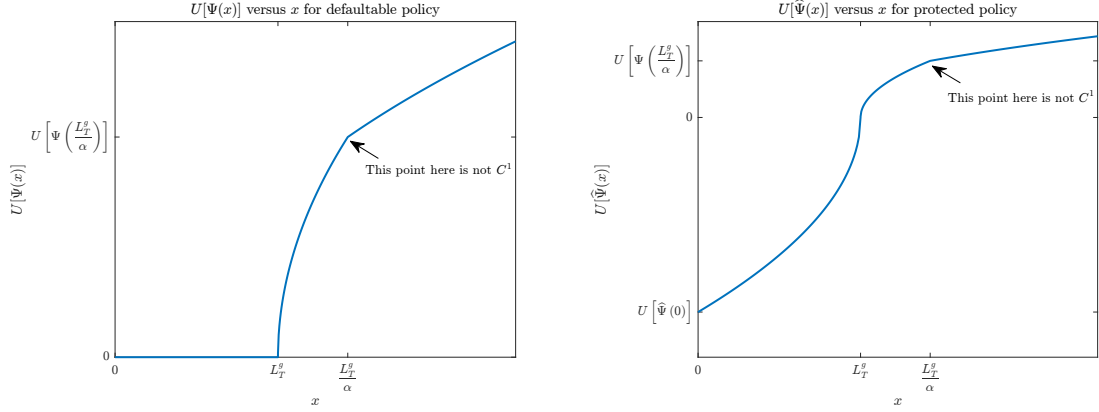 U[Ψ(x)] versus x for defaultable policy
U[Ψ(L_T^g/α)]
0
U[Ψ(x)]
This point here is not C^1
0
L_T^g
L_T^g/α
x
U[Ψ̂(x)] versus x for protected policy
U[Ψ(L_T^g/α)]
0
U[Ψ̂(0)]
U[Ψ̂(x)]
This point here is not C^1
0
L_T^g
L_T^g/α
x